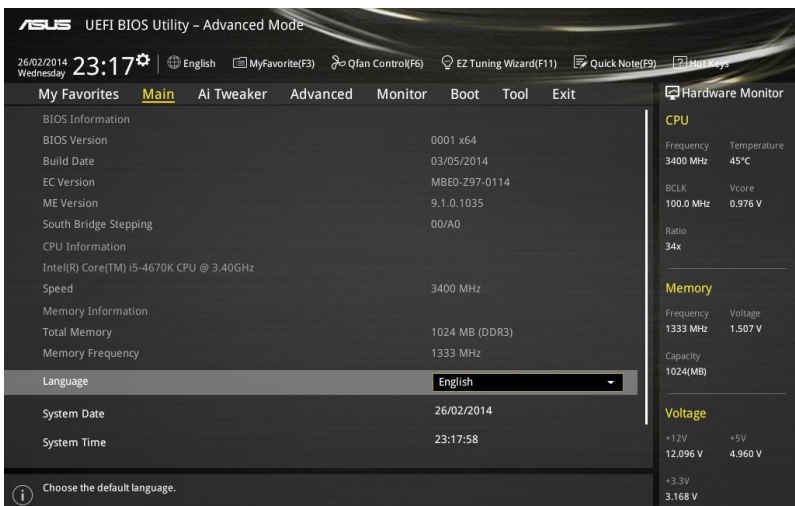 ASUS UEFI BIOS Utility – Advanced Mode
26/02/2014
Wednesday
23:17
English
MyFavorite(F3)
Qfan Control(F6)
EZ Tuning Wizard(F11)
Quick Note(F9)
? Hot Keys
My Favorites Main Ai Tweaker Advanced Monitor Boot Tool Exit
BIOS Information
BIOS Version 0001 x64
Build Date 03/05/2014
EC Version MBE0-Z97-0114
ME Version 9.1.0.1035
South Bridge Stepping 00/A0
CPU Information
Intel(R) Core(TM) i5-4670K CPU @ 3.40GHz
Speed 3400 MHz
Memory Information
Total Memory 1024 MB (DDR3)
Memory Frequency 1333 MHz
Language English
System Date 26/02/2014
System Time 23:17:58
i Choose the default language.
Hardware Monitor
CPU
Frequency Temperature
3400 MHz 45°C
BCLK Vcore
100.0 MHz 0.976 V
Ratio
34x
Memory
Frequency Voltage
1333 MHz 1.507 V
Capacity
1024(MB)
Voltage
+12V +5V
12.096 V 4.960 V
+3.3V
3.168 V